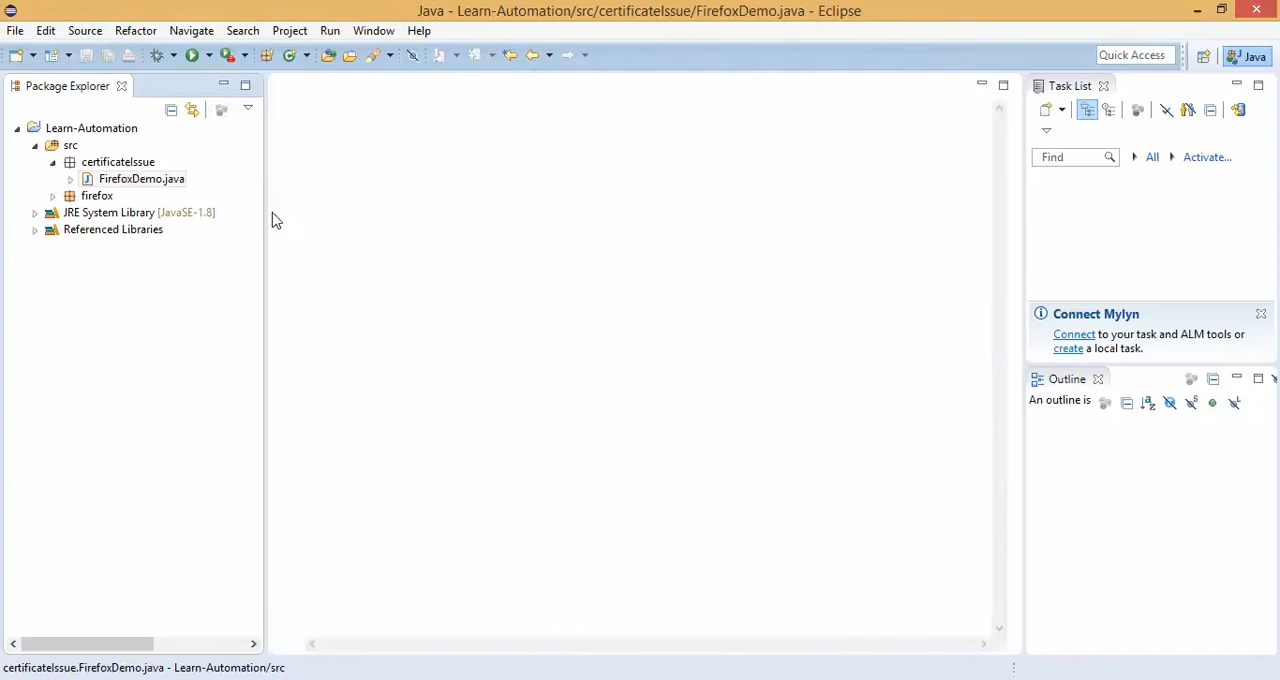 Java - Learn-Automation/src/certificateIssue/FirefoxDemo.java - Eclipse
File Edit Source Refactor Navigate Search Project Run Window Help
Quick Access
Java
Package Explorer
Learn-Automation
src
certificateIssue
FirefoxDemo.java
firefox
JRE System Library [JavaSE-1.8]
Referenced Libraries
Task List
Find All Activate...
Connect Mylyn
Connect to your task and ALM tools or
create a local task.
Outline
An outline is
certificateIssue.FirefoxDemo.java - Learn-Automation/src